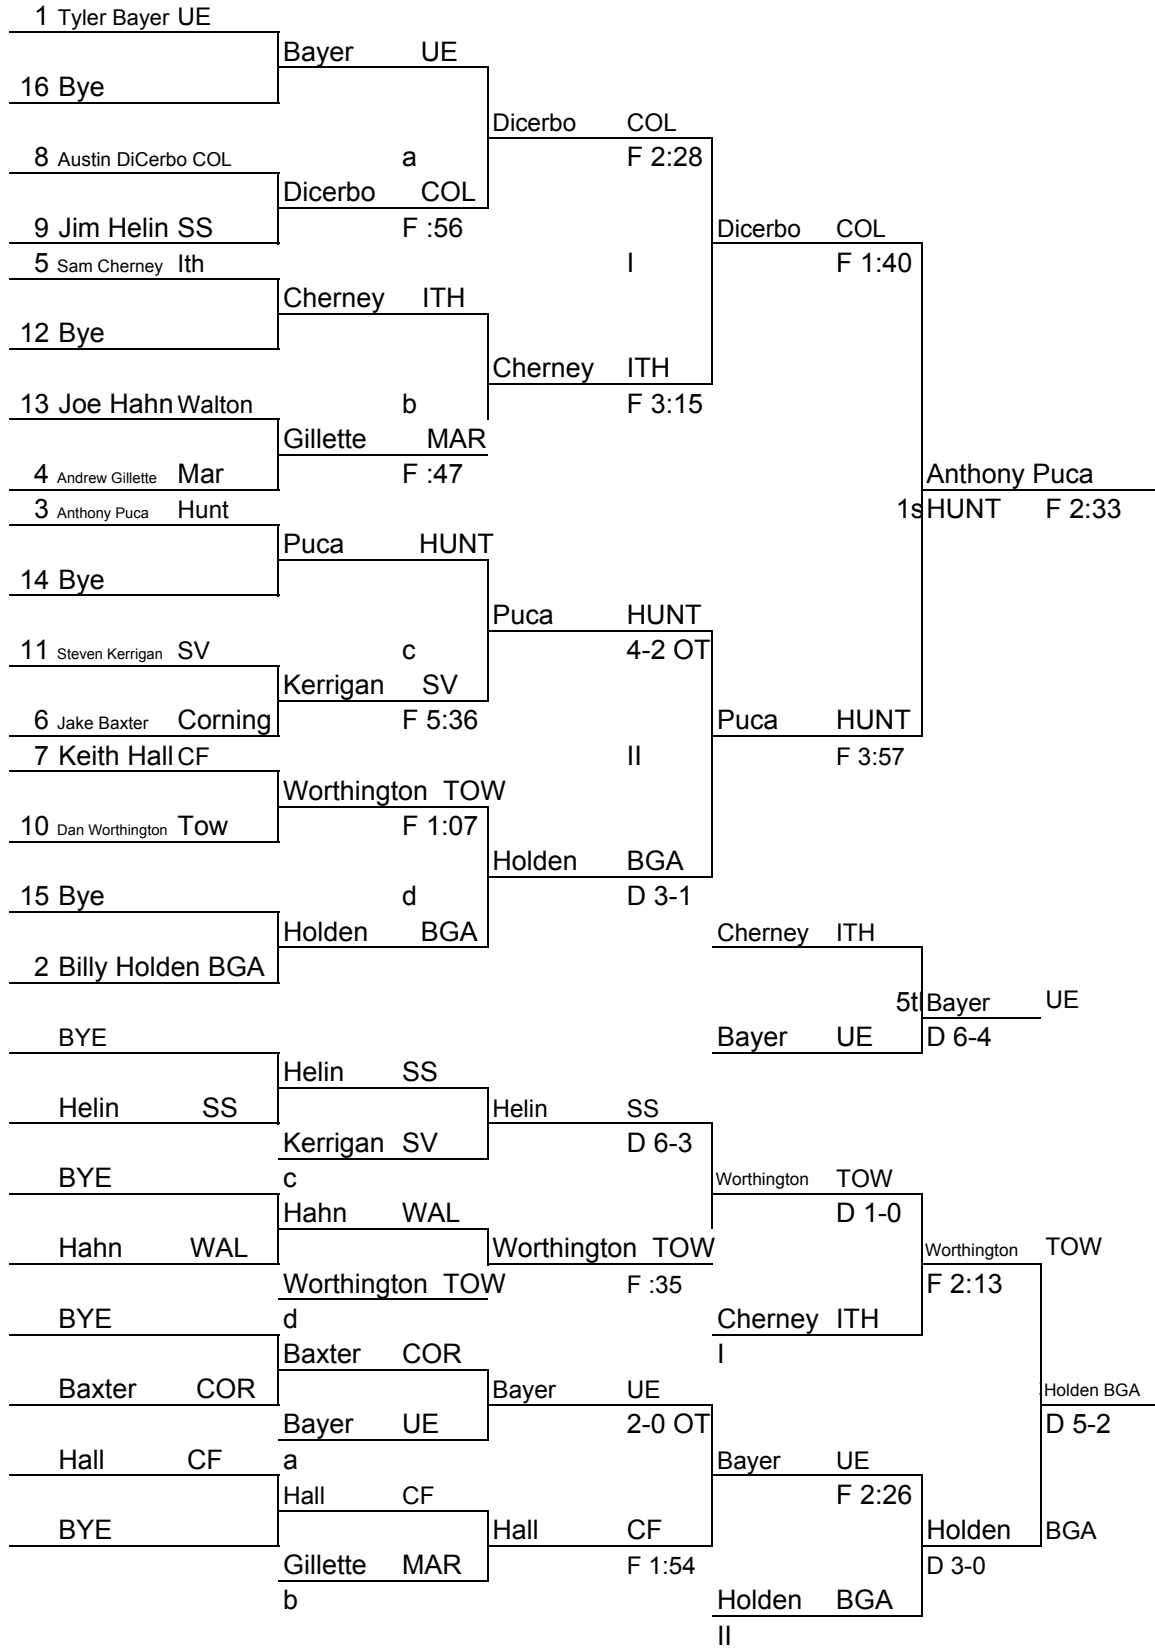 1 Tyler Bayer UE
Bayer UE
16 Bye
Dicerbo COL
8 Austin DiCerbo COL a F 2:28
Dicerbo COL
9 Jim Helin SS F :56 Dicerbo COL
5 Sam Cherney Ith I F 1:40
Cherney ITH
12 Bye
Cherney ITH
13 Joe Hahn Walton b F 3:15
Gillette MAR
4 Andrew Gillette Mar F :47 Anthony Puca
3 Anthony Puca Hunt 1s HUNT F 2:33
Puca HUNT
14 Bye
Puca HUNT
11 Steven Kerrigan SV c 4-2 OT
Kerrigan SV
6 Jake Baxter Corning F 5:36 Puca HUNT
7 Keith Hall CF II F 3:57
Worthington TOW
10 Dan Worthington Tow F 1:07
Holden BGA
15 Bye d D 3-1
Holden BGA Cherney ITH
2 Billy Holden BGA
5t Bayer UE
BYE Bayer UE D 6-4
Helin SS
Helin SS Helin SS
Kerrigan SV D 6-3
BYE c Worthington TOW
Hahn WAL D 1-0
Hahn WAL Worthington TOW Worthington TOW
Worthington TOW F :35 F 2:13
BYE d Cherney ITH
Baxter COR I
Baxter COR Bayer UE Holden BGA
Bayer UE 2-0 OT D 5-2
Hall CF a Bayer UE
Hall CF F 2:26
BYE Hall CF Holden BGA
Gillette MAR F 1:54 D 3-0
b Holden BGA
II